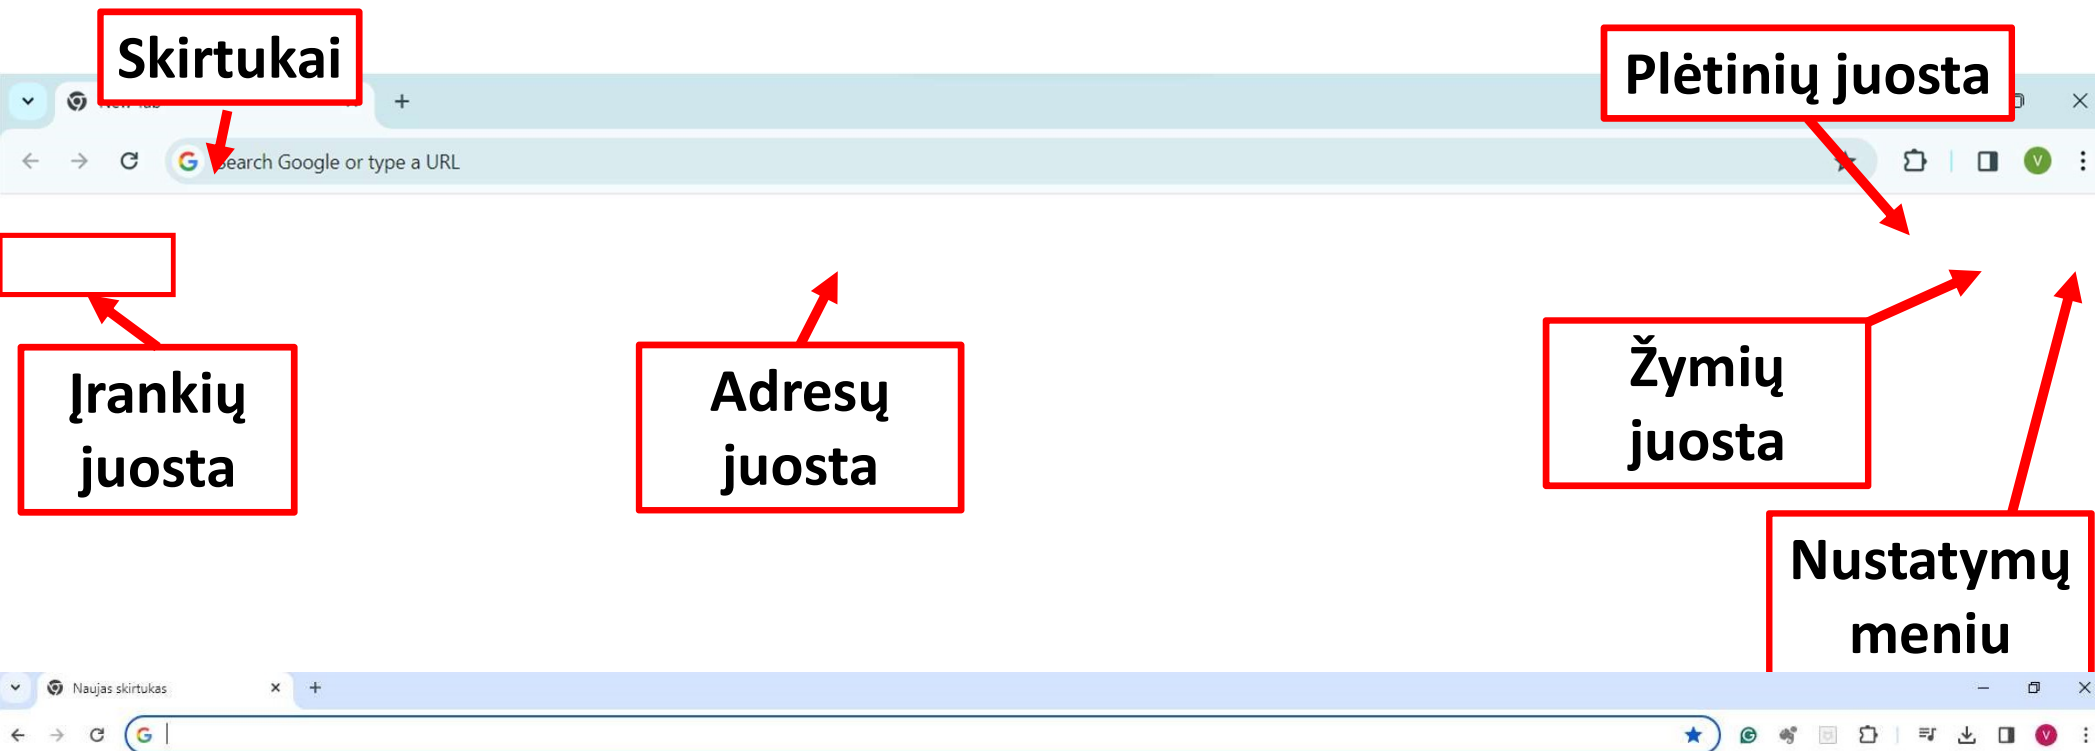 Skirtukai
Plėtinių juosta
Search Google or type a URL
V
Įrankių
juosta
Adresų
juosta
Žymių
juosta
Nustatymų
meniu
Naujas skirtukas
V